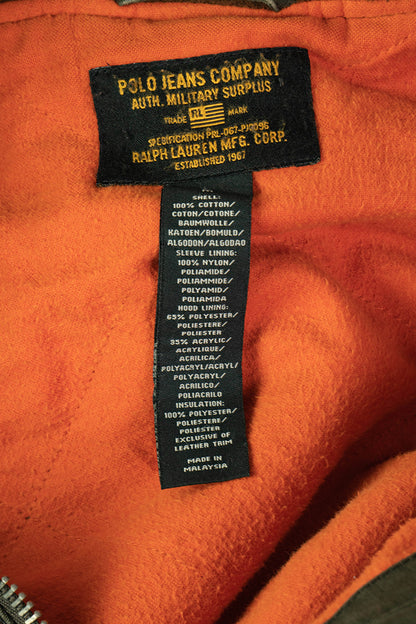 POLO JEANS COMPANY
AUTH. MILITARY SURPLUS
TRADE RL MARK
SPECIFICATION PRL-067-PJ0096
RALPH LAUREN MFG. CORP.
ESTABLISHED 1967
SHELL:
100% COTTON/
COTON/COTONE/
BAUMWOLLE/
KATOEN/BOMULD/
ALGODON/ALGODAO
SLEEVE LINING:
100% NYLON/
POLIAMIDE/
POLIAMMIDE/
POLYAMID/
POLIAMIDA
HOOD LINING:
65% POLYESTER/
POLIESTERE/
POLIESTER
35% ACRYLIC/
ACRYLIQUE/
ACRILICA/
POLYACRYL/ACRYL/
POLYACRYL/
ACRILICO/
POLIACRILO
INSULATION:
100% POLYESTER/
POLIESTERE/
POLIESTER
EXCLUSIVE OF
LEATHER TRIM
MADE IN
MALAYSIA